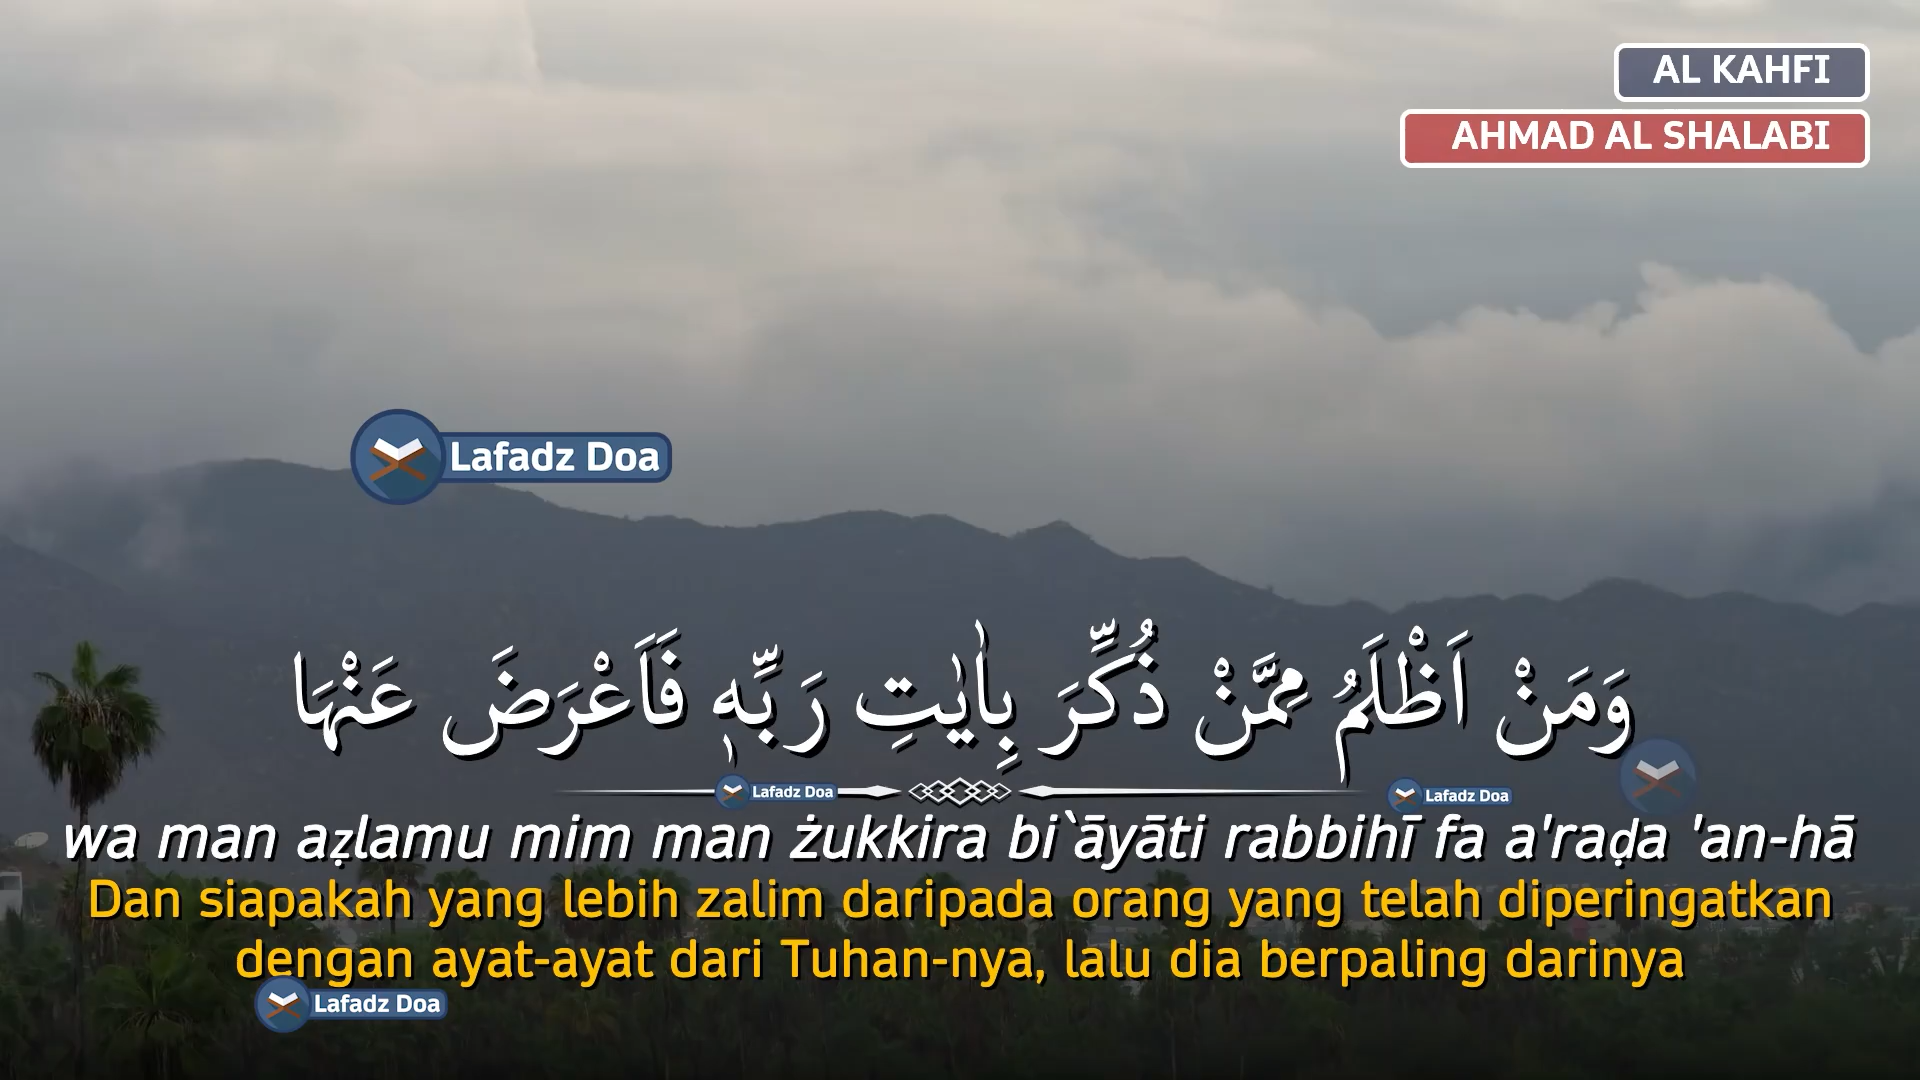 AL KAHFI
AHMAD AL SHALABI
Lafadz Doa
وَمَنْ اَظْلَمُ مِمَّنْ ذُكِّرَ بِاٰيٰتِ رَبِّهٖ فَاَعْرَضَ عَنْهَا
Lafadz Doa
Lafadz Doa
wa man aẓlamu mim man żukkira bi`āyāti rabbihī fa a'raḍa 'an-hā
Dan siapakah yang lebih zalim daripada orang yang telah diperingatkan
dengan ayat-ayat dari Tuhan-nya, lalu dia berpaling darinya
Lafadz Doa